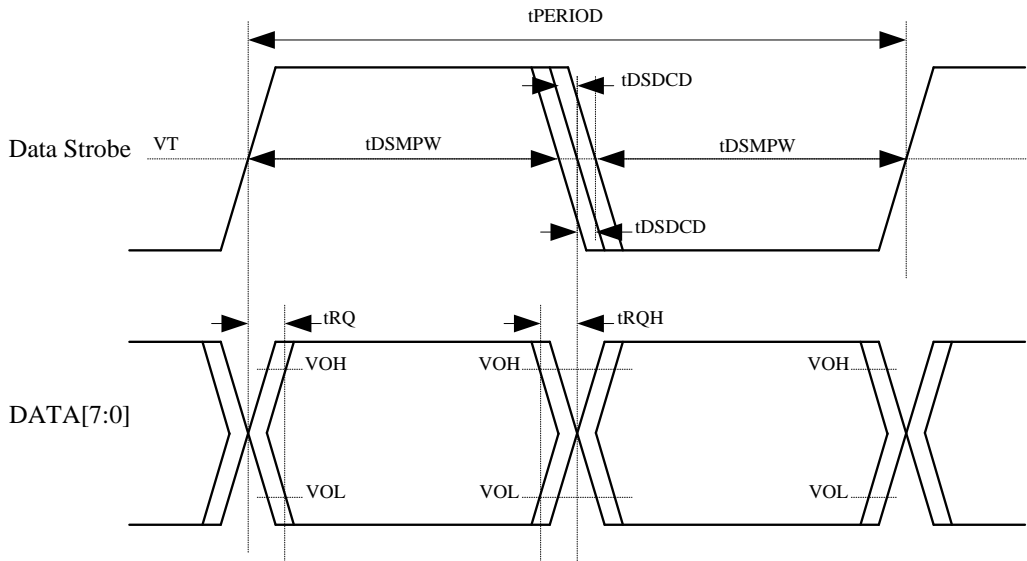 tPERIOD
tDSDCD
Data Strobe VT tDSMPW tDSMPW
tDSDCD
tRQ tRQH
VOH VOH VOH
DATA[7:0]
VOL VOL VOL